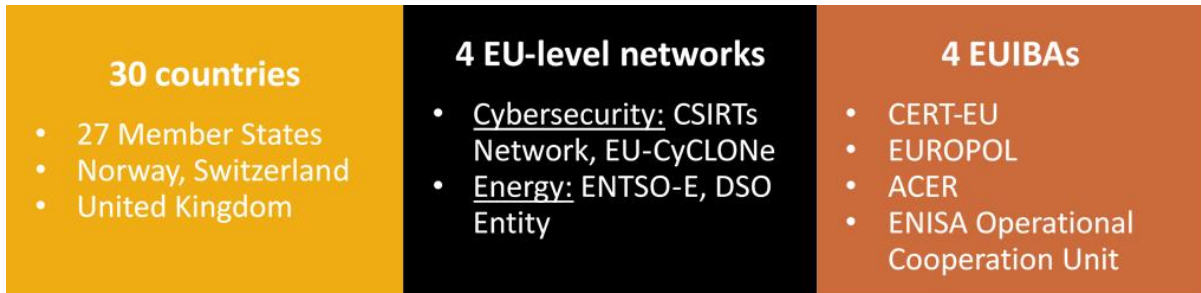 30 countries
• 27 Member States
• Norway, Switzerland
• United Kingdom
4 EU-level networks
• Cybersecurity: CSIRTs
Network, EU-CyCLONe
• Energy: ENTSO-E, DSO
Entity
4 EUIBAs
• CERT-EU
• EUROPOL
• ACER
• ENISA Operational
Cooperation Unit